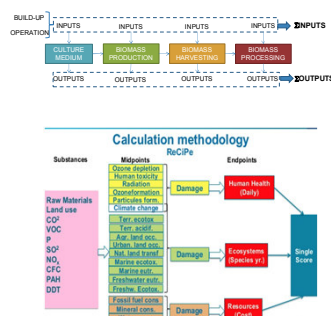 BUILD-UP
OPERATION
INPUTS INPUTS INPUTS INPUTS ΣINPUTS
CULTURE MEDIUM
BIOMASS PRODUCTION
BIOMASS HARVESTING
BIOMASS PROCESSING
OUTPUTS OUTPUTS OUTPUTS OUTPUTS ΣOUTPUTS
Calculation methodology
ReCiPe
Substances Midpoints Endpoints
Raw Materials
Land use
CO²
VOC
P
SO²
NOx
CFC
PAH
DDT
Ozone depletion
Human toxicity
Radiation
Ozoneformation
Particules form.
Climate change
Terr. ecotox
Terr. acidif.
Agr. land occ.
Urban. land occ.
Nat. land transf.
Marine ecotos.
Marine eutr.
Freshwater eutr.
Freshw. Ecotox.
Fossil fuel cons
Mineral cons.
Damage
Damage
Damage
Human Health
(Daily)
Ecosystems
(Species yr.)
Resources
(Cost)
Single
Score